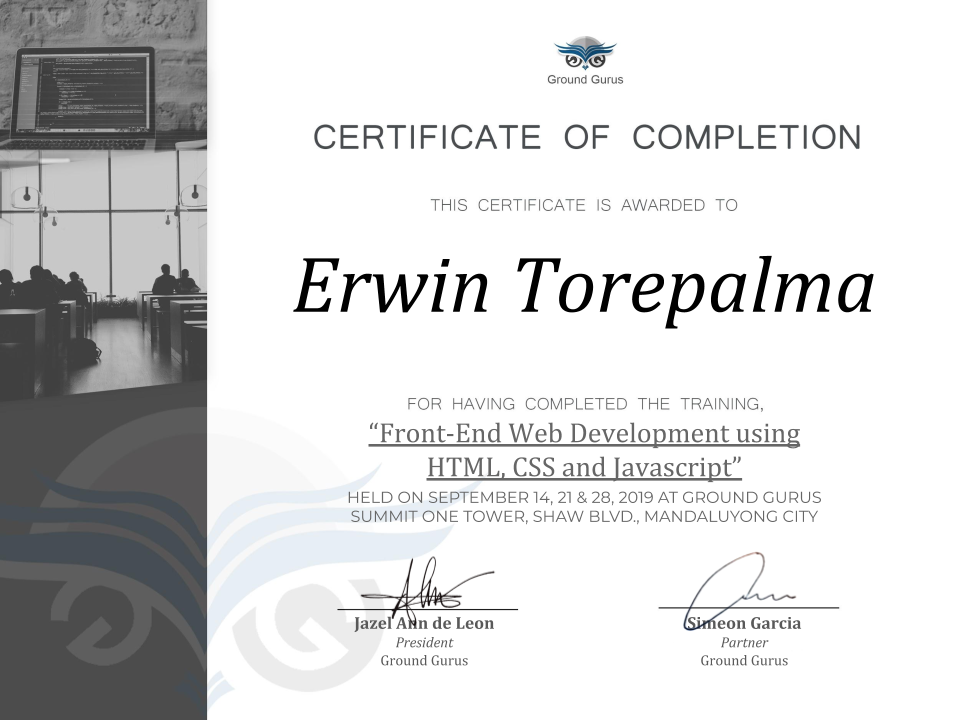 Ground Gurus
CERTIFICATE OF COMPLETION
THIS CERTIFICATE IS AWARDED TO
Erwin Torepalma
FOR HAVING COMPLETED THE TRAINING,
“Front-End Web Development using
HTML, CSS and Javascript”
HELD ON SEPTEMBER 14, 21 & 28, 2019 AT GROUND GURUS
SUMMIT ONE TOWER, SHAW BLVD., MANDALUYONG CITY
Jazel Ann de Leon
President
Ground Gurus
Simeon Garcia
Partner
Ground Gurus